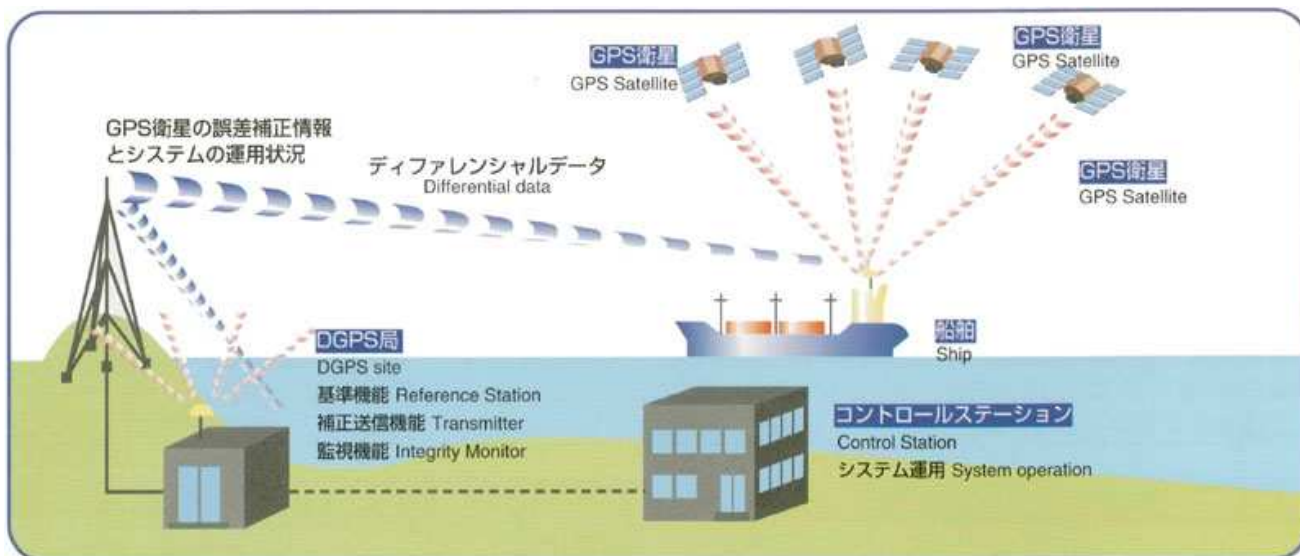 GPS衛星
GPS Satellite
GPS衛星
GPS Satellite
GPS衛星の誤差補正情報
とシステムの運用状況
ディファレンシャルデータ
Differential data
GPS衛星
GPS Satellite
DGPS局
DGPS site
基準機能 Reference Station
補正送信機能 Transmitter
監視機能 Integrity Monitor
船舶
Ship
コントロールステーション
Control Station
システム運用 System operation